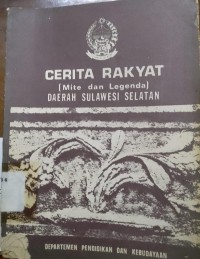 CERITA RAKYAT
(Mite dan Legenda)
DAERAH SULAWESI SELATAN
DEPARTEMEN PENDIDIKAN DAN KEBUDAYAAN